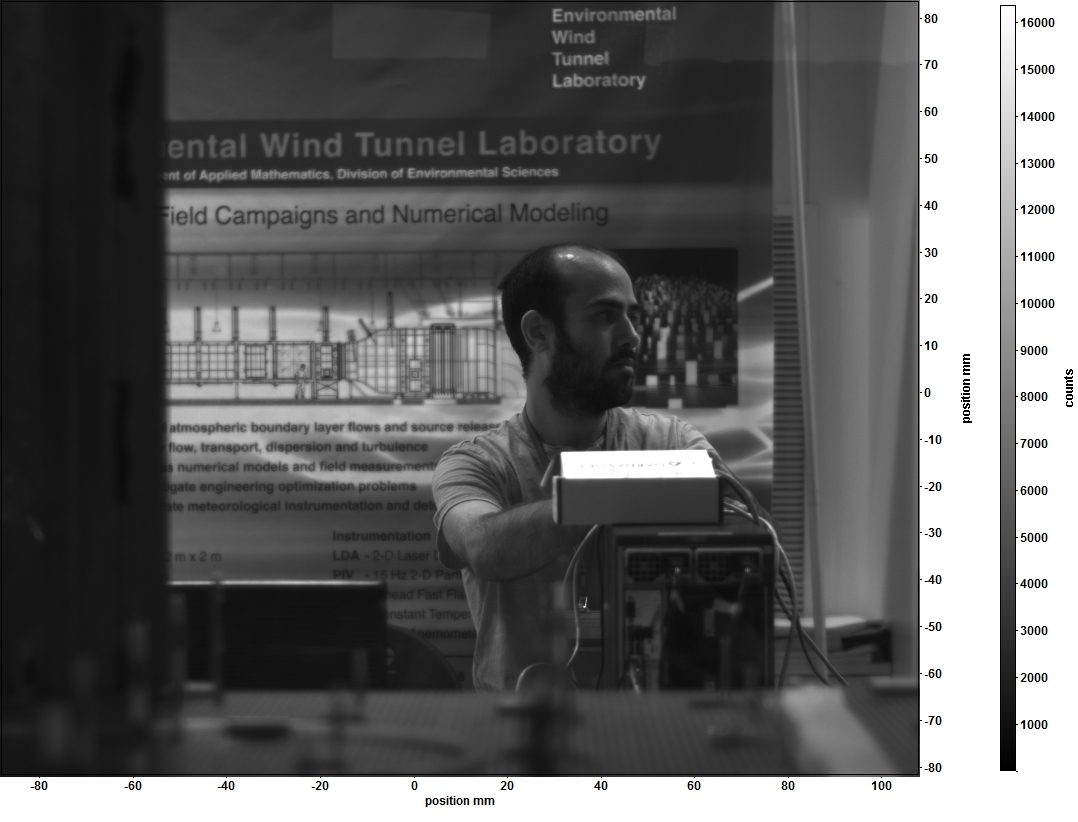 Environmental
Wind
Tunnel
Laboratory
ental Wind Tunnel Laboratory
ent of Applied Mathematics, Division of Environmental Sciences
Field Campaigns and Numerical Modeling
atmospheric boundary layer flows and source
flow, transport, dispersion and turbulence
numerical models and field
engineering optimization problems
meteorological instrumentation and
Instrumentation
2 m x 2 m
LDA - 2-D Laser
PIV - 15 Hz 2-D
80
70
60
50
40
30
20
10
0
-10
-20
-30
-40
-50
-60
-70
-80
position mm
-80
-60
-40
-20
0
20
40
60
80
100
position mm
16000
15000
14000
13000
12000
11000
10000
9000
8000
7000
6000
5000
4000
3000
2000
1000
counts